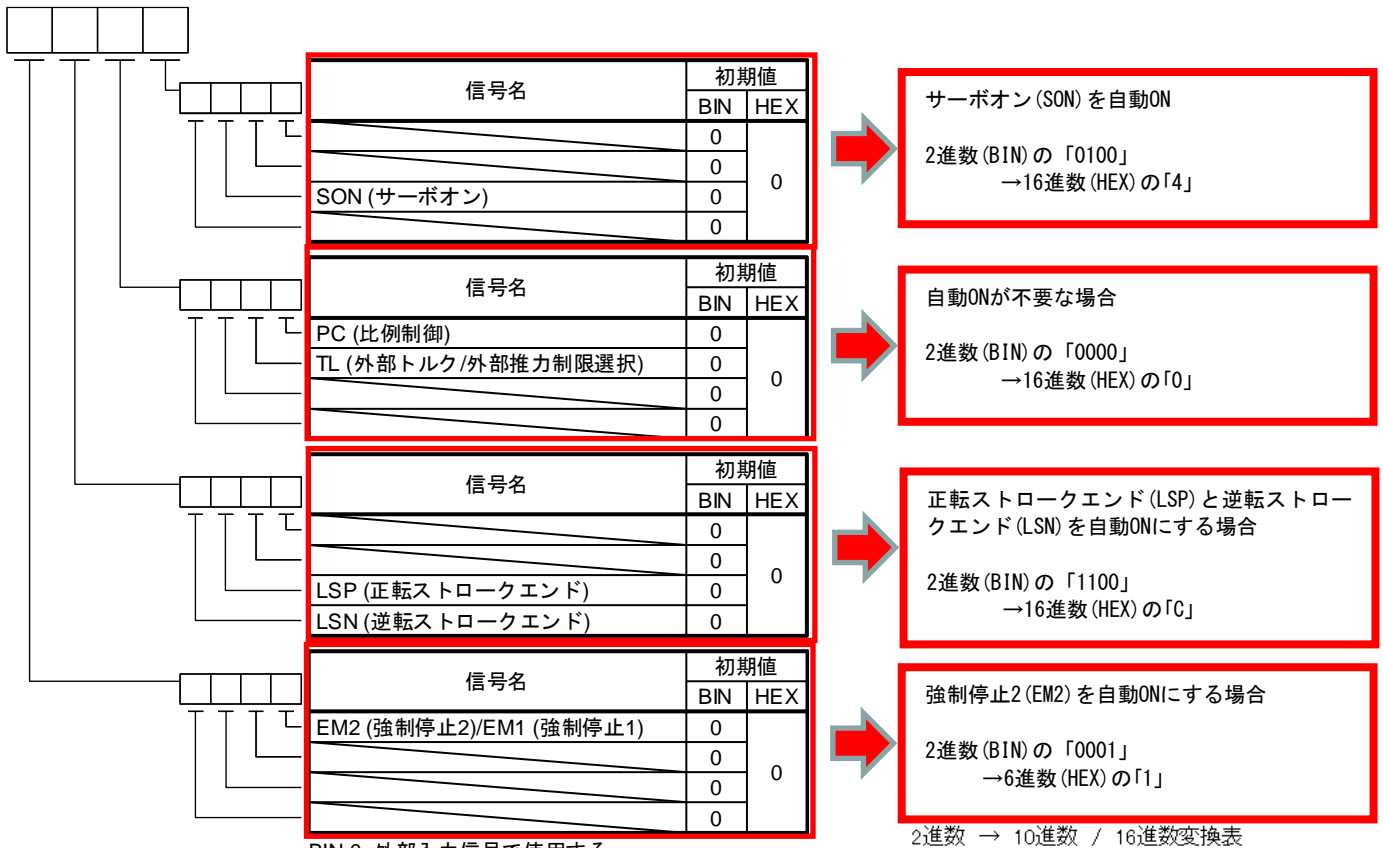 信号名 初期値
BIN HEX
0
0
SON (サーボオン) 0
0
0
サーボオン(SON)を自動ON
2進数(BIN)の「0100」
→16進数(HEX)の「4」
信号名 初期値
BIN HEX
PC (比例制御) 0
TL (外部トルク/外部推力制限選択) 0
0
0
0
自動ONが不要な場合
2進数(BIN)の「0000」
→16進数(HEX)の「0」
信号名 初期値
BIN HEX
0
0
LSP (正転ストロークエンド) 0
LSN (逆転ストロークエンド) 0
0
正転ストロークエンド(LSP)と逆転ストロー
クエンド(LSN)を自動ONにする場合
2進数(BIN)の「1100」
→16進数(HEX)の「C」
信号名 初期値
BIN HEX
EM2 (強制停止2)/EM1 (強制停止1) 0
0
0
0
0
強制停止2(EM2)を自動ONにする場合
2進数(BIN)の「0001」
→6進数(HEX)の「1」
2進数 → 10進数 / 16進数変換表